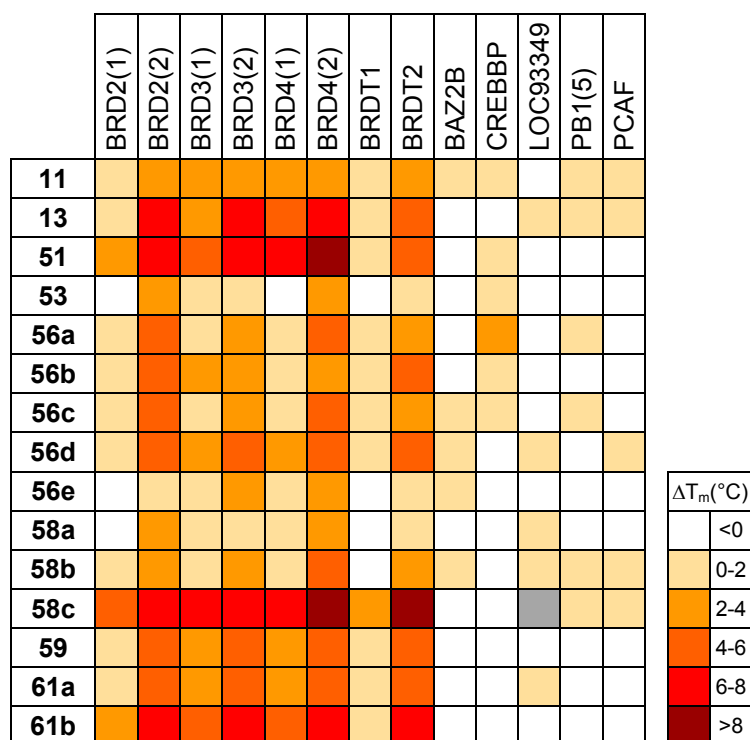 BRD2(1) BRD2(2) BRD3(1) BRD3(2) BRD4(1) BRD4(2) BRDT1 BRDT2 BAZ2B CREBBP LOC93349 PB1(5) PCAF
11
13
51
53
56a
56b
56c
56d
56e
58a
58b
58c
59
61a
61b
ΔTm(°C)
<0
0-2
2-4
4-6
6-8
>8